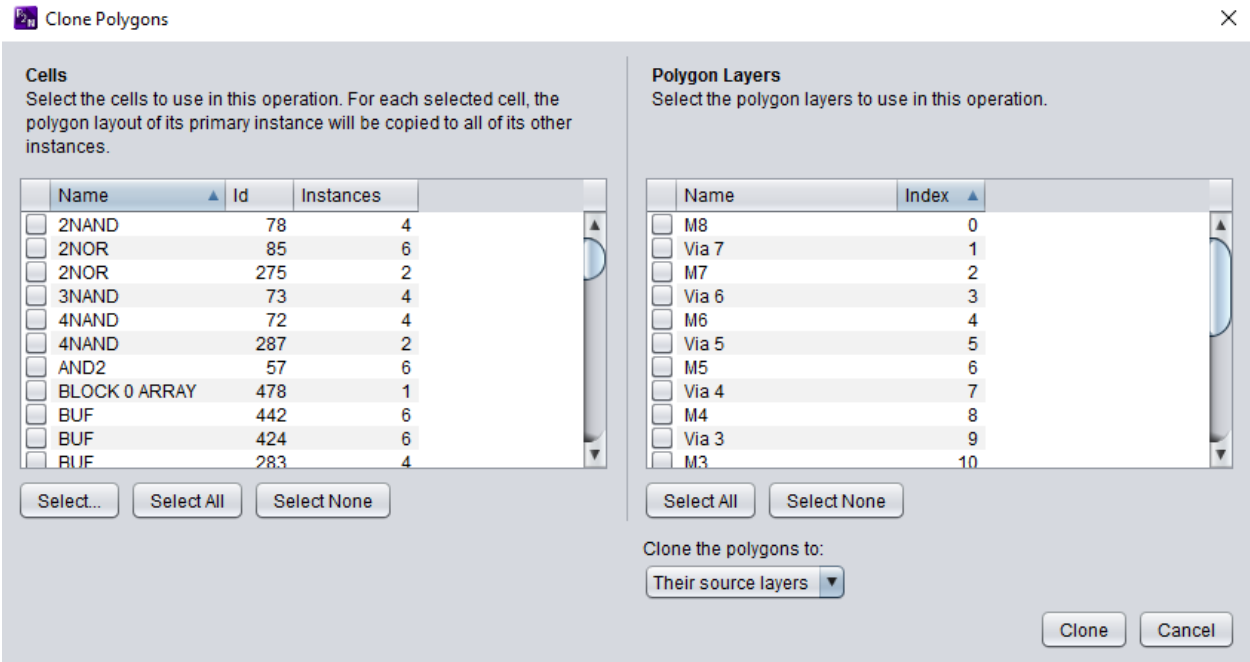 P2N Clone Polygons
Cells
Select the cells to use in this operation. For each selected cell, the
polygon layout of its primary instance will be copied to all of its other
instances.
Name Id Instances
2NAND 78 4
2NOR 85 6
2NOR 275 2
3NAND 73 4
4NAND 72 4
4NAND 287 2
AND2 57 6
BLOCK 0 ARRAY 478 1
BUF 442 6
BUF 424 6
BUF 283 4
Select... Select All Select None
Polygon Layers
Select the polygon layers to use in this operation.
Name Index
M8 0
Via 7 1
M7 2
Via 6 3
M6 4
Via 5 5
M5 6
Via 4 7
M4 8
Via 3 9
M3 10
Select All Select None
Clone the polygons to:
Their source layers
Clone Cancel